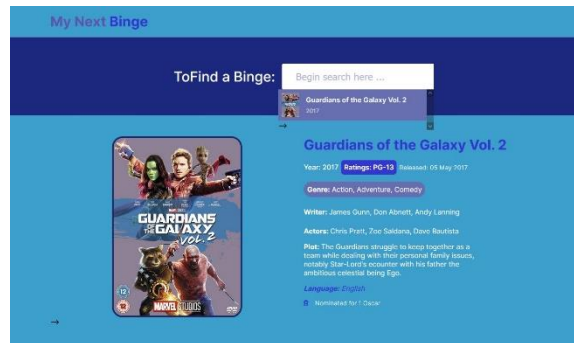 My Next Binge
ToFind a Binge: Begin search here ...
Guardians of the Galaxy Vol. 2
2017
→
Guardians of the Galaxy Vol. 2
Year: 2017 Ratings: PG-13 Released: 05 May 2017
Genre: Action, Adventure, Comedy
GUARDIANS
OF THE GALAXY
VOL. 2
Writer: James Gunn, Don Abnett, Andy Lanning
Actors: Chris Pratt, Zoe Saldana, Dave Bautista
Plot: The Guardians struggle to keep together as a
team while dealing with their personal family issues,
notably Star-Lord's ecounter with his father the
ambitious celestial being Ego.
Language: English
Nominated for 1 Oscar
12
12
MARVEL STUDIOS
DVD
→